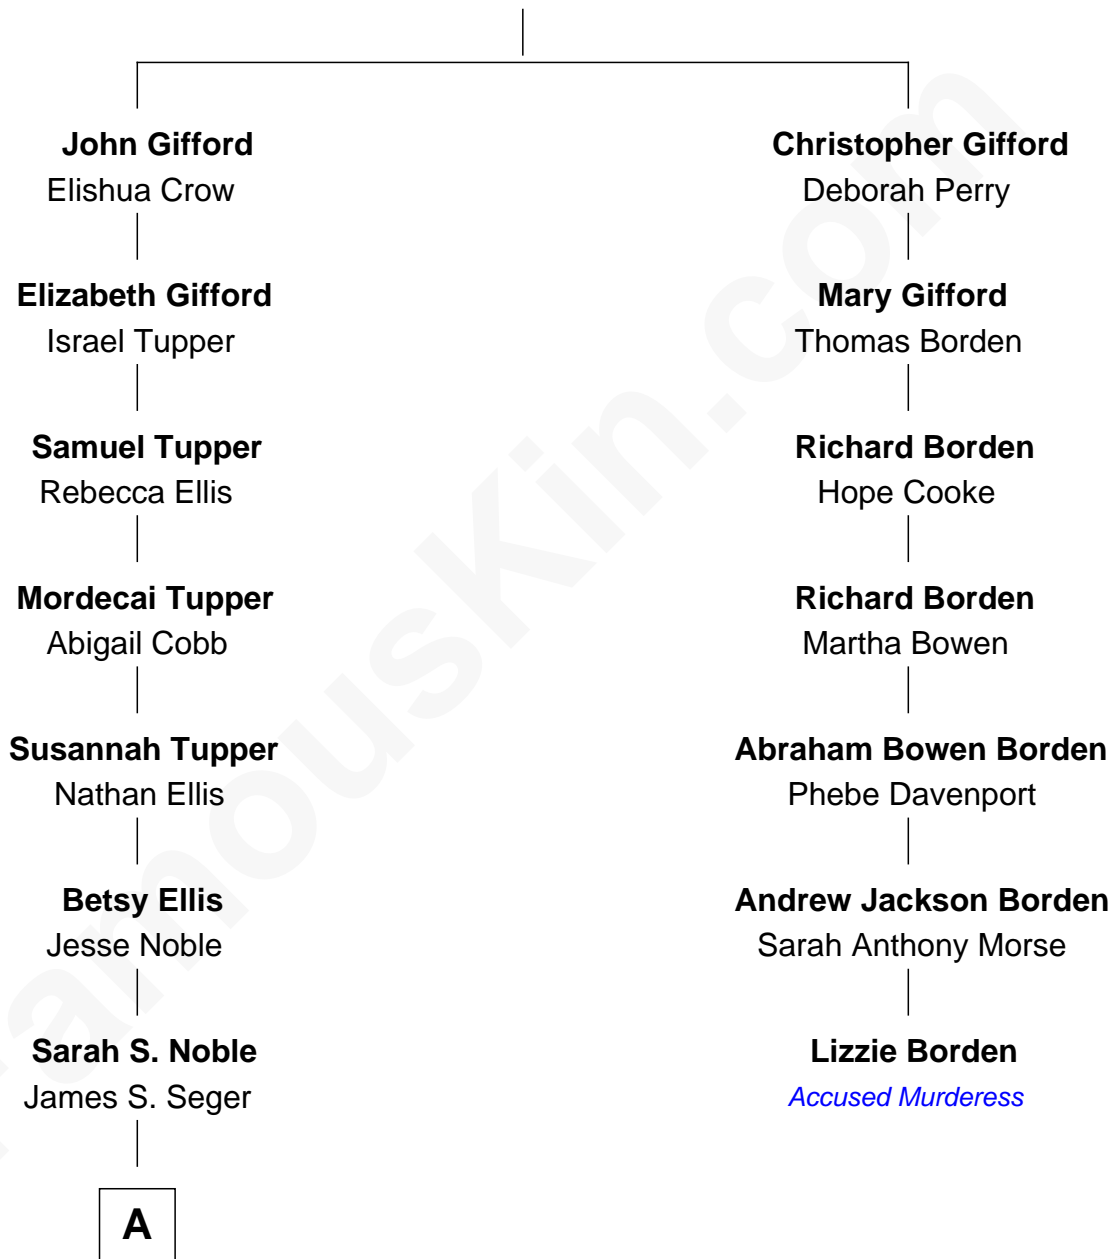 John Gifford
Elishua Crow
Elizabeth Gifford
Israel Tupper
Samuel Tupper
Rebecca Ellis
Mordecai Tupper
Abigail Cobb
Susannah Tupper
Nathan Ellis
Betsy Ellis
Jesse Noble
Sarah S. Noble
James S. Seger
A
Christopher Gifford
Deborah Perry
Mary Gifford
Thomas Borden
Richard Borden
Hope Cooke
Richard Borden
Martha Bowen
Abraham Bowen Borden
Phebe Davenport
Andrew Jackson Borden
Sarah Anthony Morse
Lizzie Borden
Accused Murderess
FamousKin.com